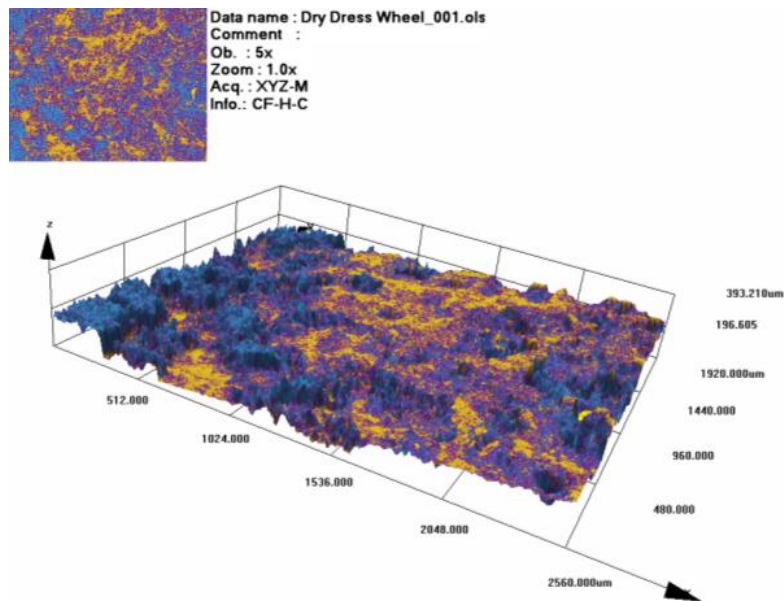 Data name : Dry Dress Wheel_001.ols
Comment :
Ob. : 5x
Zoom : 1.0x
Acq. : XYZ-M
Info.: CF-H-C
z
393.210um
196.605
1920.000um
1440.000
960.000
480.000
512.000
1024.000
1536.000
2048.000
2560.000um